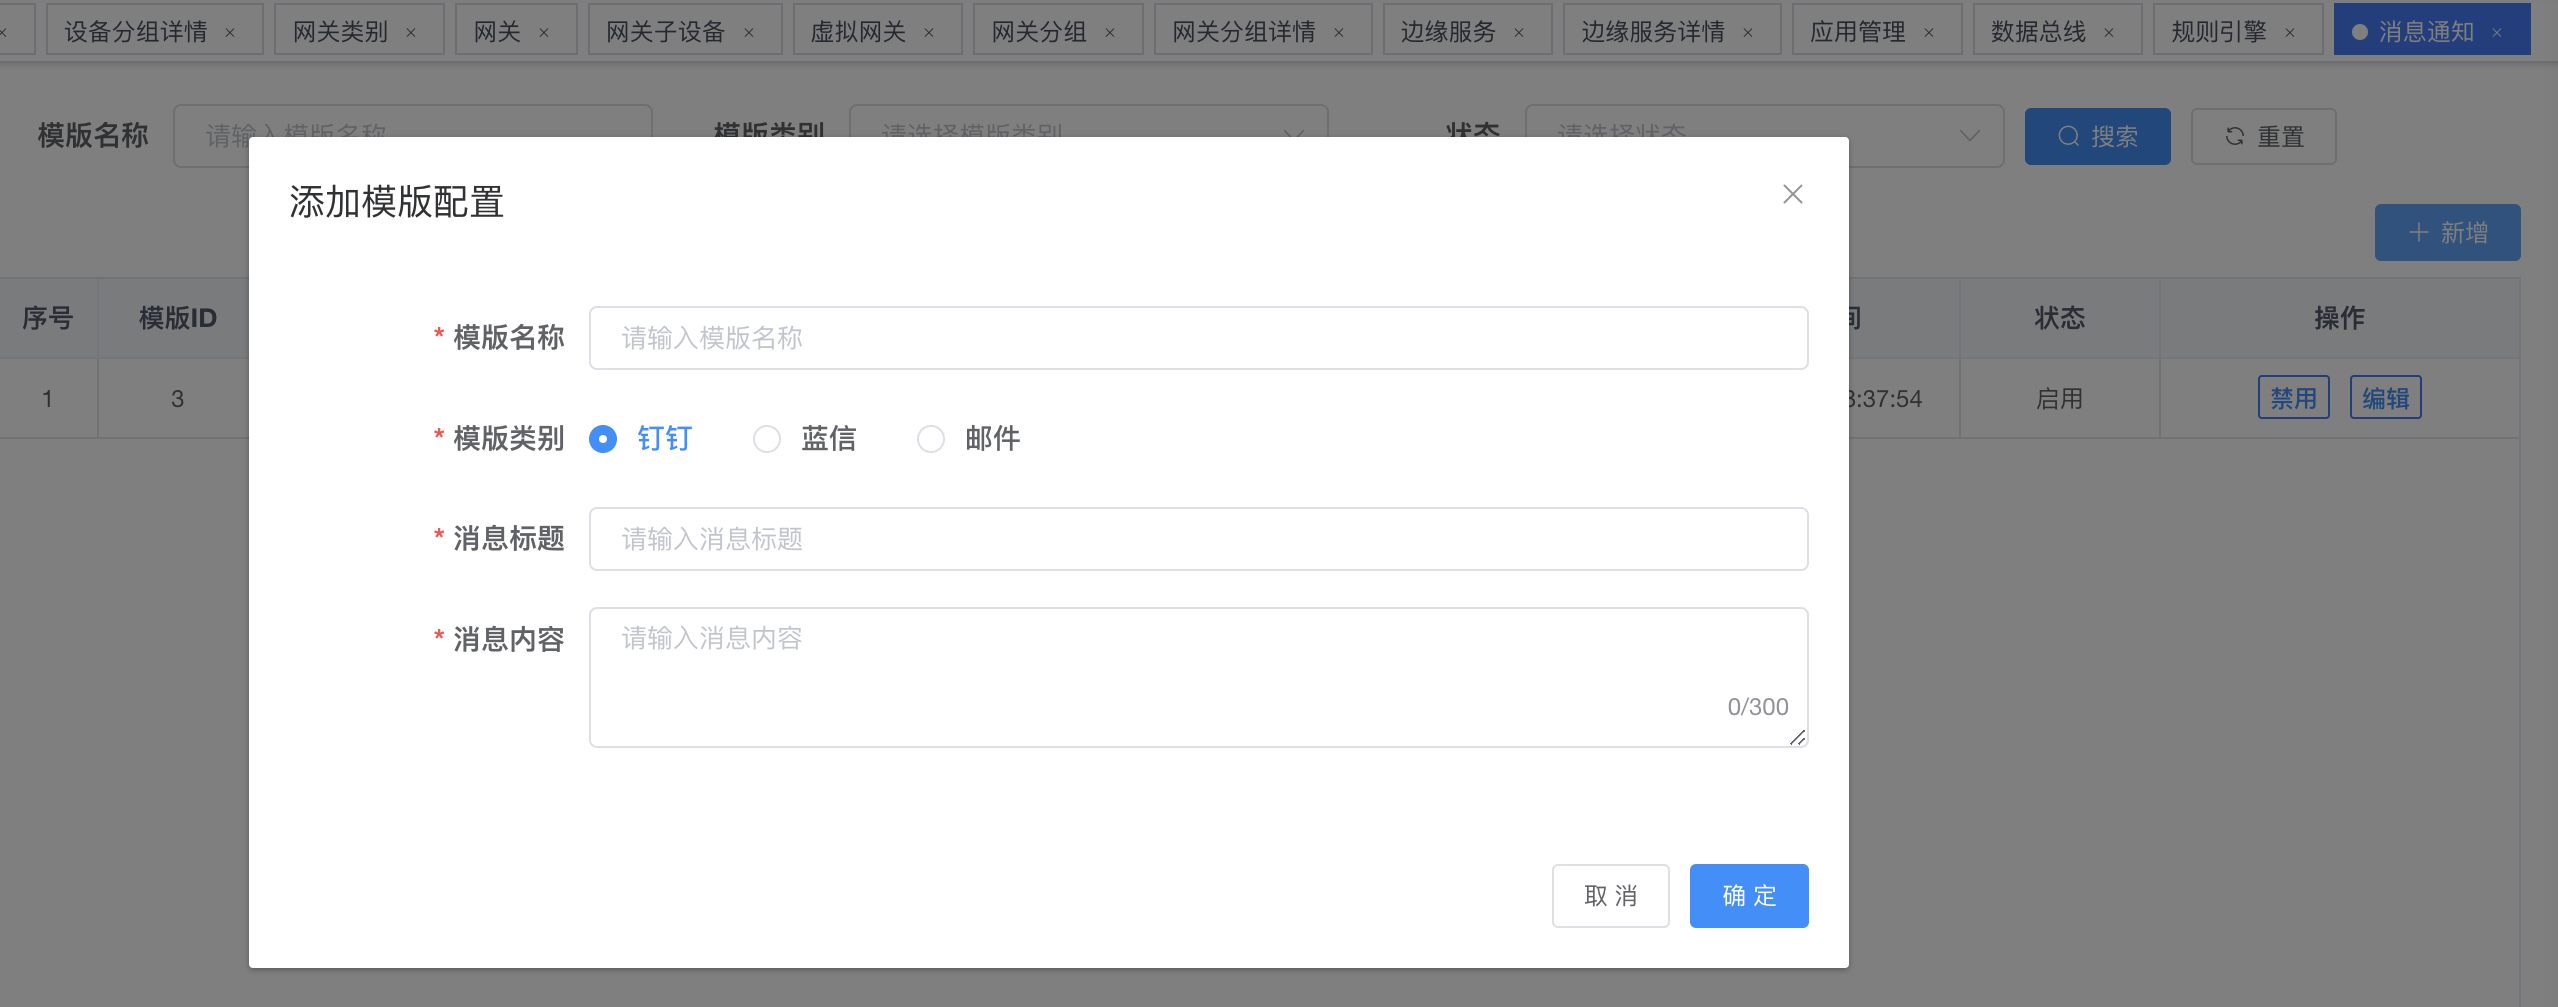 设备分组详情 × 网关类别 × 网关 × 网关子设备 × 虚拟网关 × 网关分组 × 网关分组详情 × 边缘服务 × 边缘服务详情 × 应用管理 × 数据总线 × 规则引擎 × 消息通知 ×
模版名称 请输入模版名称 模版类别 请选择模版类别 状态 请选择状态 搜索 重置
添加模版配置
新增
序号 模版ID 间 状态 操作
* 模版名称 请输入模版名称
1 3 3:37:54 启用 禁用 编辑
* 模版类别 钉钉 蓝信 邮件
* 消息标题 请输入消息标题
* 消息内容 请输入消息内容
0/300
取 消 确 定